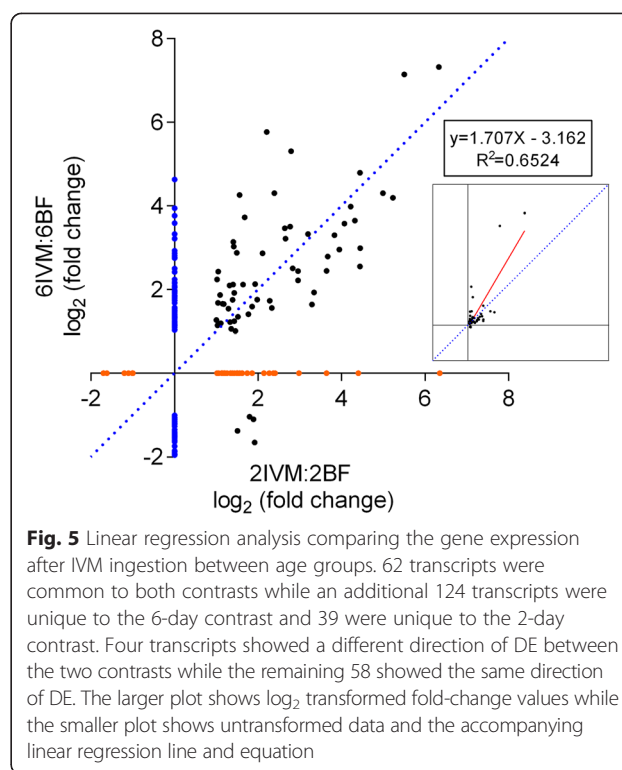 8
6
4
2
-2
-2
2
4
6
8
6IVM:6BF
log₂ (fold change)
2IVM:2BF
log₂ (fold change)
y=1.707X - 3.162
R²=0.6524
Fig. 5 Linear regression analysis comparing the gene expression
after IVM ingestion between age groups. 62 transcripts were
common to both contrasts while an additional 124 transcripts were
unique to the 6-day contrast and 39 were unique to the 2-day
contrast. Four transcripts showed a different direction of DE between
the two contrasts while the remaining 58 showed the same direction
of DE. The larger plot shows log₂ transformed fold-change values while
the smaller plot shows untransformed data and the accompanying
linear regression line and equation